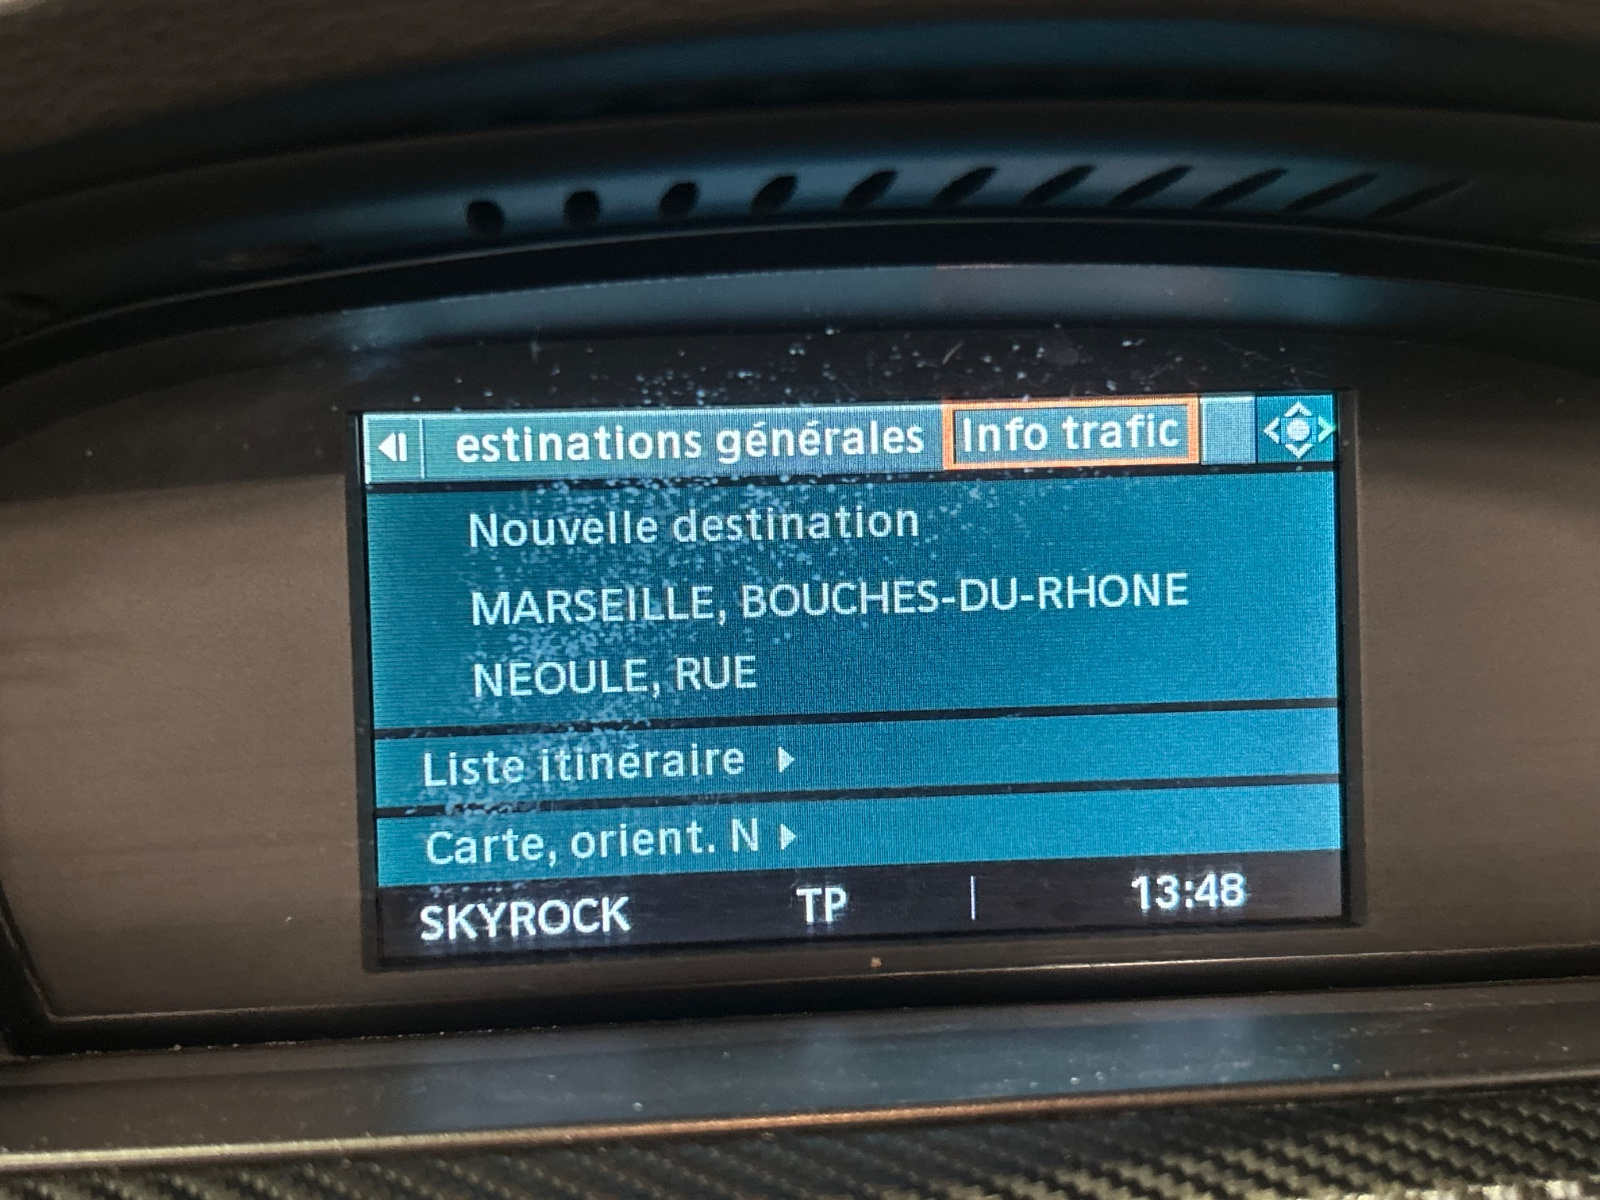 estinations générales Info trafic
Nouvelle destination
MARSEILLE, BOUCHES-DU-RHONE
NEOULE, RUE
Liste itinéraire
Carte, orient. N
SKYROCK TP 13:48